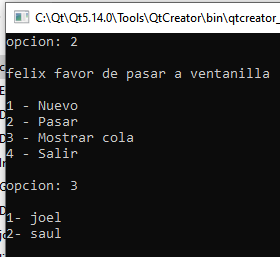 C:\Qt\Qt5.14.0\Tools\QtCreator\bin\qtcreator_
opcion: 2
felix favor de pasar a ventanilla
1 - Nuevo
2 - Pasar
3 - Mostrar cola
4 - Salir
opcion: 3
1- joel
2- saul